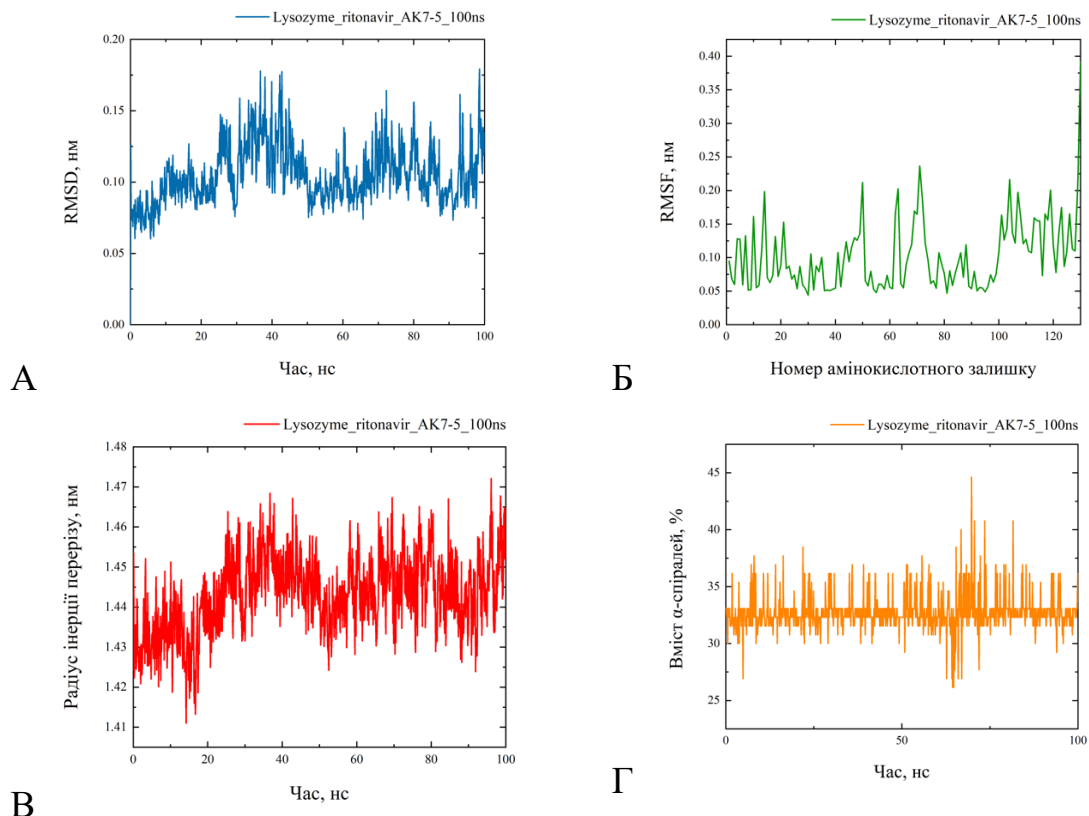 Lysozyme_ritonavir_AK7-5_100ns
0.20
0.15
0.10
0.05
0.00
RMSD, нм
0 20 40 60 80 100
Час, нс
А
Lysozyme_ritonavir_AK7-5_100ns
0.40
0.35
0.30
0.25
0.20
0.15
0.10
0.05
0.00
RMSF, нм
0 20 40 60 80 100 120
Номер амінокислотного залишку
Б
Lysozyme_ritonavir_AK7-5_100ns
1.48
1.47
1.46
1.45
1.44
1.43
1.42
1.41
Радіус інерції перерізу, нм
0 20 40 60 80 100
Час, нс
В
Lysozyme_ritonavir_AK7-5_100ns
45
40
35
30
25
Вміст α-спіралей, %
0 50 100
Час, нс
Г